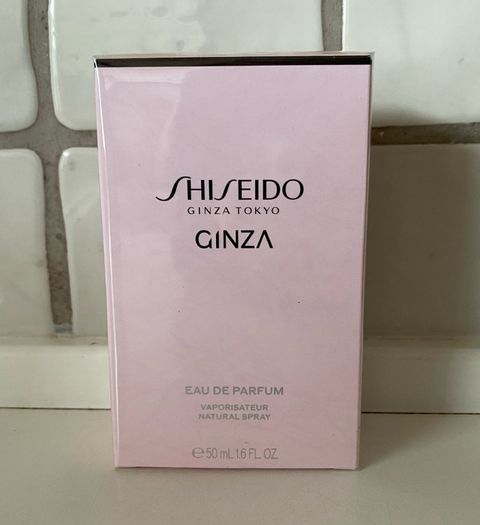 SHISEIDO
GINZA TOKYO
GINZA
EAU DE PARFUM
VAPORISATEUR
NATURAL SPRAY
℮50 mL 1.6 FL. OZ.